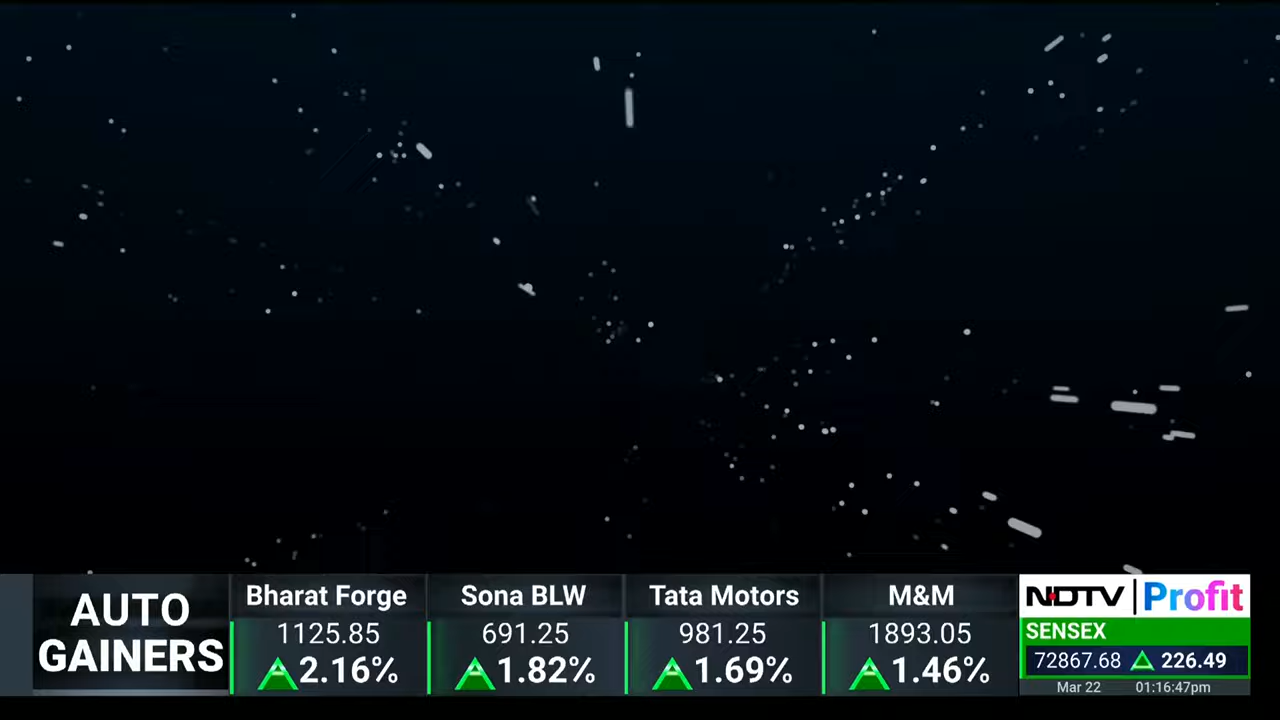 AUTO
GAINERS
Bharat Forge
1125.85
2.16%
Sona BLW
691.25
1.82%
Tata Motors
981.25
1.69%
M&M
1893.05
1.46%
NDTV Profit
SENSEX
72867.68 226.49
Mar 22 01:16:47pm